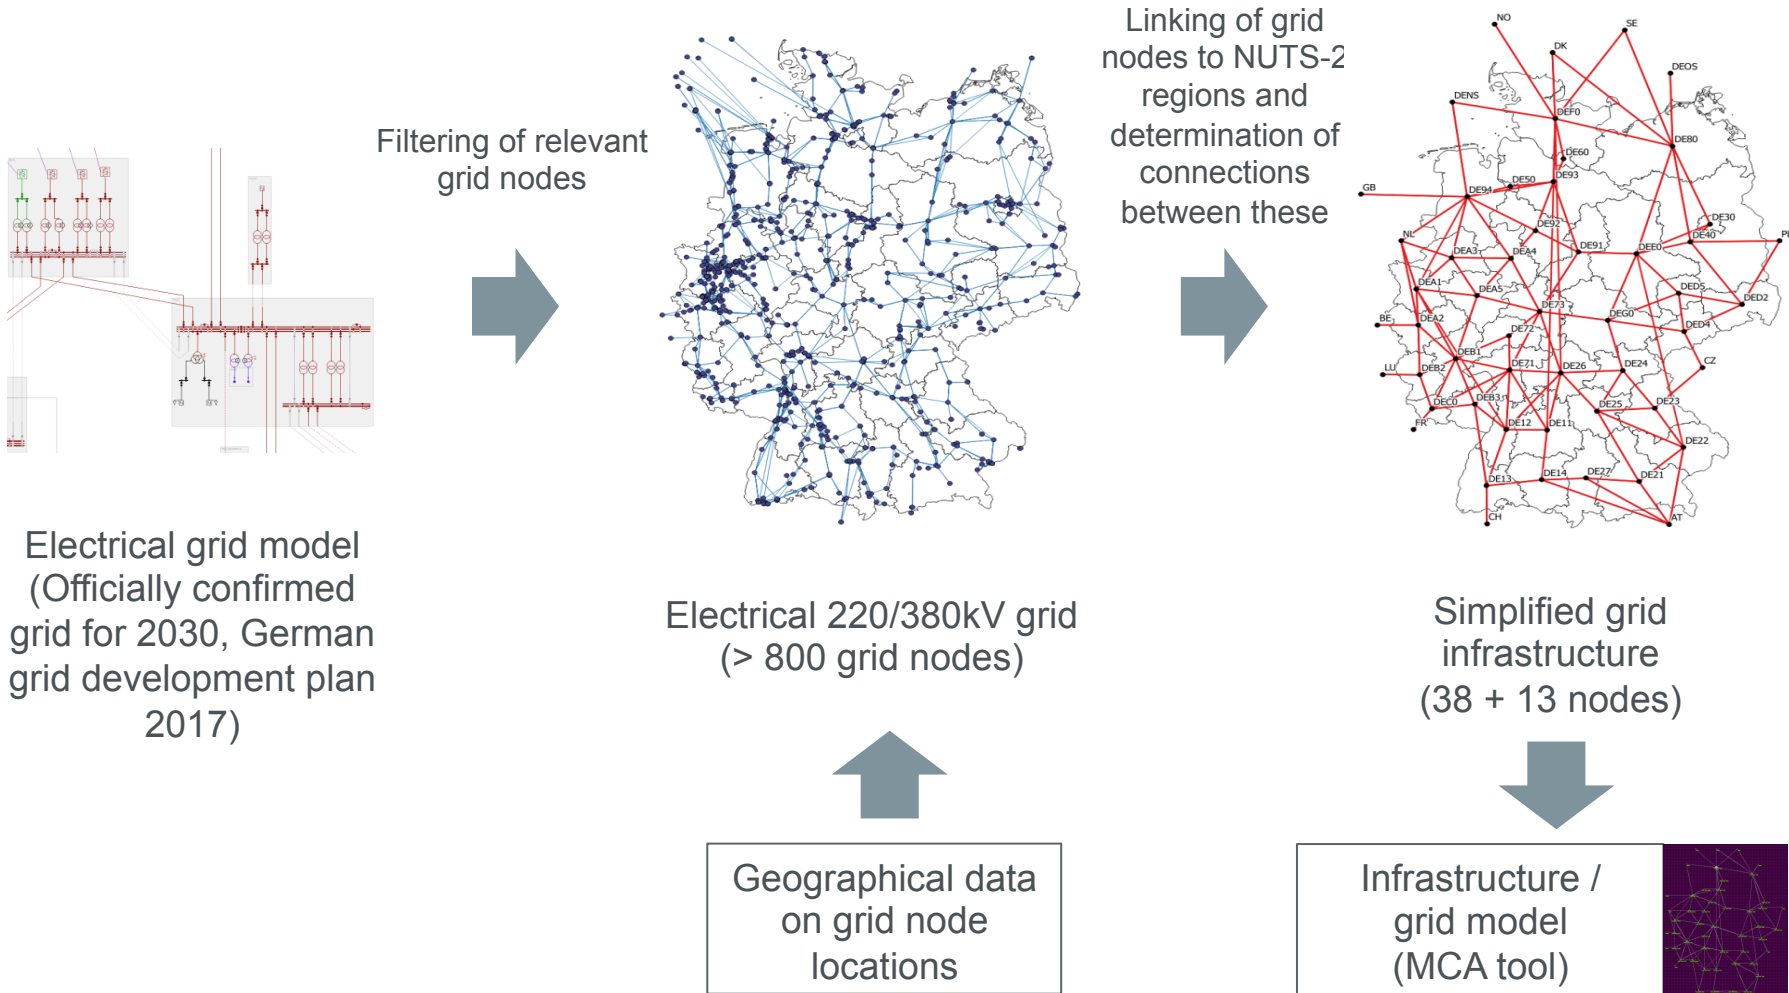 Filtering of relevant
grid nodes
Linking of grid
nodes to NUTS-2
regions and
determination of
connections
between these
NO
SE
DK
DEOS
DENS
DEF0
DE80
DE60
DE50
DE93
GB
DE94
DE30
DE92
DE40
NL
DEA3
DEA4
DE91
DEE0
DEA1
DEA5
DED5
DED2
DE73
BE
DEA2
DEG0
DED4
DE72
DEB1
CZ
LU
DEB2
DE71
DE26
DE24
DEC0
DEB3
DE25
DE23
FR
DE12
DE11
DE22
DE13
DE14
DE27
DE21
CH
AT
Electrical grid model
(Officially confirmed
grid for 2030, German
grid development plan
2017)
Electrical 220/380kV grid
(> 800 grid nodes)
Simplified grid
infrastructure
(38 + 13 nodes)
Geographical data
on grid node
locations
Infrastructure /
grid model
(MCA tool)